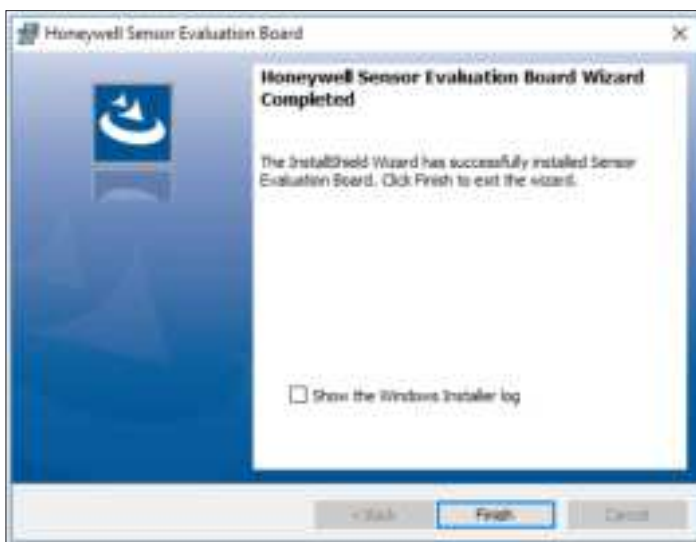 Honeywell Sensor Evaluation Board
Honeywell Sensor Evaluation Board Wizard
Completed
The InstallShield Wizard has successfully installed Sensor
Evaluation Board. Click Finish to exit the wizard.
Show the Windows Installer log
< Back
Finish
Cancel